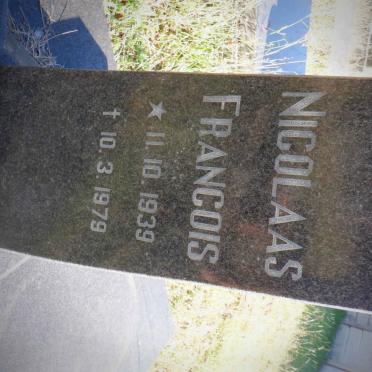 NICOLAAS
FRANCOIS
★ 11. 10. 1939
✝ 10. 3. 1979